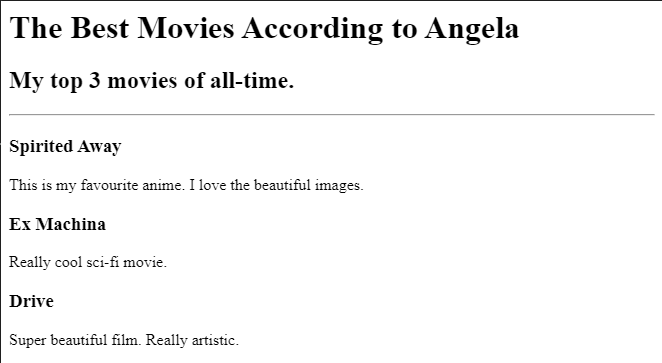 The Best Movies According to Angela
My top 3 movies of all-time.
Spirited Away
This is my favourite anime. I love the beautiful images.
Ex Machina
Really cool sci-fi movie.
Drive
Super beautiful film. Really artistic.